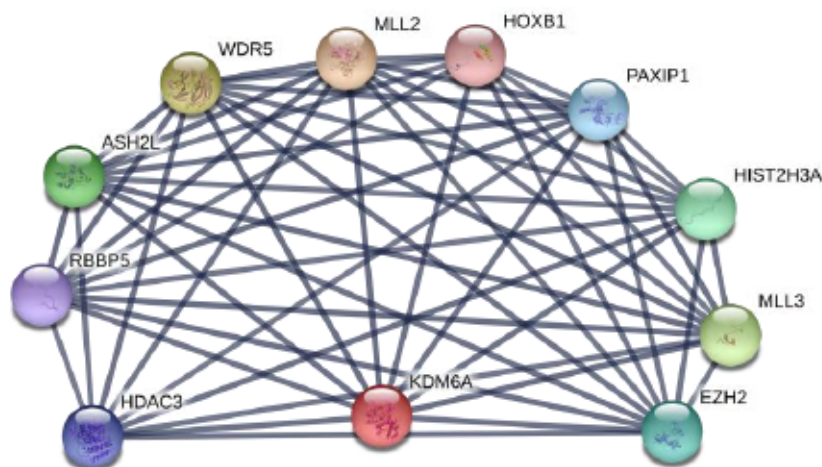 MLL2
HOXB1
WDR5
PAXIP1
ASH2L
HIST2H3A
RBBP5
MLL3
KDM6A
HDAC3
EZH2